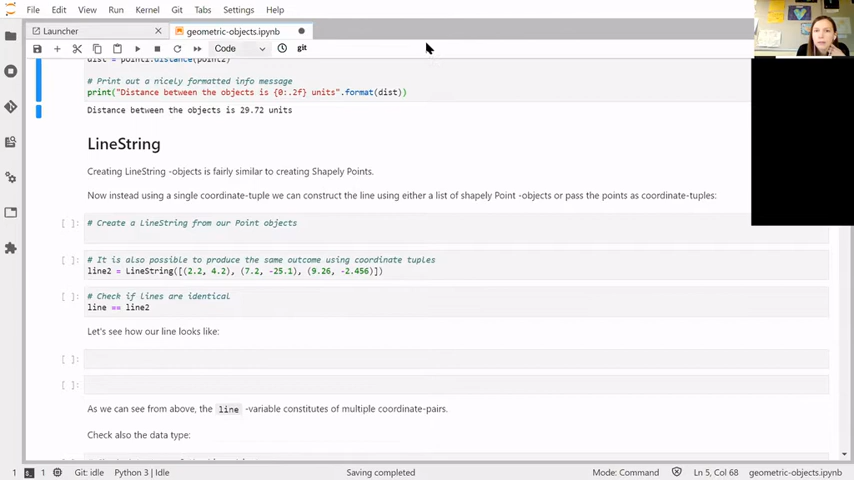 File Edit View Run Kernel Git Tabs Settings Help
Launcher
geometric-objects.ipynb
Code
git
dist = point1.distance(point2)
# Print out a nicely formatted info message
print("Distance between the objects is {0:.2f} units".format(dist))
Distance between the objects is 29.72 units
LineString
Creating LineString -objects is fairly similar to creating Shapely Points.
Now instead using a single coordinate-tuple we can construct the line using either a list of shapely Point -objects or pass the points as coordinate-tuples:
[ ]: # Create a LineString from our Point objects
[ ]: # It is also possible to produce the same outcome using coordinate tuples
line2 = LineString([(2.2, 4.2), (7.2, -25.1), (9.26, -2.456)])
[ ]: # Check if lines are identical
line == line2
Let's see how our line looks like:
[ ]:
[ ]:
As we can see from above, the line -variable constitutes of multiple coordinate-pairs.
Check also the data type:
1 1 Git: idle Python 3 | Idle Saving completed Mode: Command Ln 5, Col 68 geometric-objects.ipynb